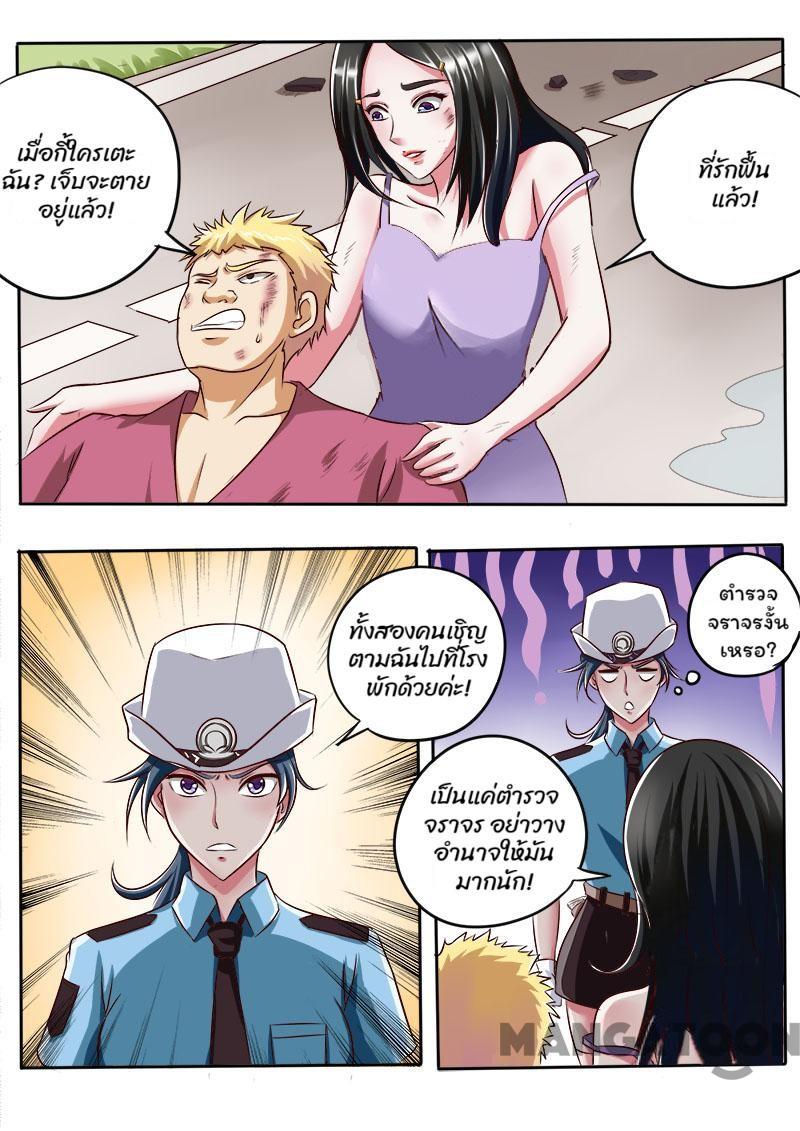 เมื่อกี้ใครเตะ
ฉัน? เจ็บจะตาย
อยู่แล้ว!
ที่รักฟื้น
แล้ว!
ทั้งสองคนเชิญ
ตามฉันไปที่โรง
พักด้วยค่ะ!
ตำรวจ
จราจรงั้น
เหรอ?
เป็นแค่ตำรวจ
จราจร อย่าวาง
อำนาจให้มัน
มากนัก!
MANGATOON